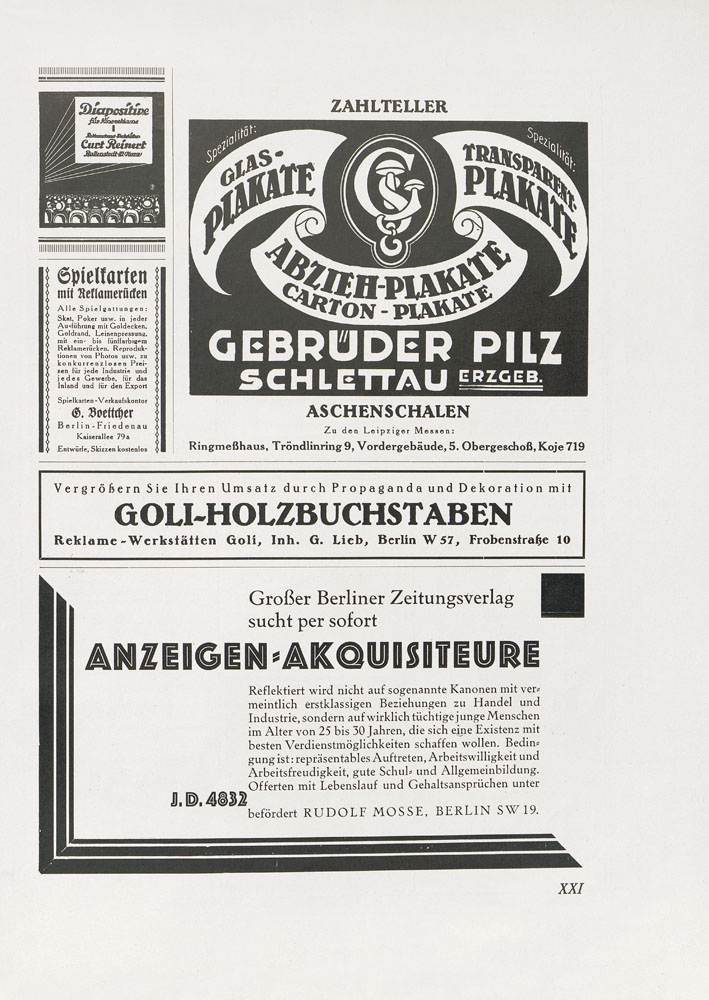 Diapositive
für Kinoreklame
Curt Reinert
Ballenstedt-Ot-Harz
Spielkarten
mit Reklamerücken
Alle Spielgattungen:
Skat, Poker usw. in jeder
Ausführung mit Goldecken,
Goldrand, Leinenpressung,
mit ein- bis fünffarbigem
Reklamerücken. Reproduk-
tionen von Photos usw. zu
konkurrenzlosen Prei-
sen für jede Industrie und
jedes Gewerbe, für das
Inland und für den Export
Spielkarten-Verkaufskontor
G. Boettcher
Berlin-Friedenau
Kaiserallee 79a
Entwürfe, Skizzen kostenlos
ZAHLTELLER
Spezialität:
GLAS-
PLAKATE
Spezialität:
TRANSPARENT-
PLAKATE
ABZIEH-PLAKATE
CARTON-PLAKATE
GEBRÜDER PILZ
SCHLETTAU ERZGEB.
ASCHENSCHALEN
Zu den Leipziger Messen:
Ringmeßhaus, Tröndlinring 9, Vordergebäude, 5. Obergeschoß, Koje 719
Vergrößern Sie Ihren Umsatz durch Propaganda und Dekoration mit
GOLI-HOLZBUCHSTABEN
Reklame-Werkstätten Goli, Inh. G. Lieb, Berlin W 57, Frobenstraße 10
Großer Berliner Zeitungsverlag
sucht per sofort
ANZEIGEN-AKQUISITEURE
Reflektiert wird nicht auf sogenannte Kanonen mit ver-
meintlich erstklassigen Beziehungen zu Handel und
Industrie, sondern auf wirklich tüchtige junge Menschen
im Alter von 25 bis 30 Jahren, die sich eine Existenz mit
besten Verdienstmöglichkeiten schaffen wollen. Bedin-
gung ist: repräsentables Auftreten, Arbeitswilligkeit und
Arbeitsfreudigkeit, gute Schul- und Allgemeinbildung.
Offerten mit Lebenslauf und Gehaltsansprüchen unter
J. D. 4832
befördert RUDOLF MOSSE, BERLIN SW 19.
XXI